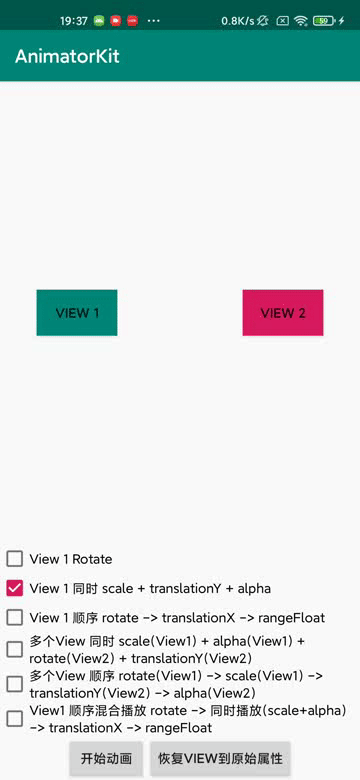 19:37 0.8K/s 59
AnimatorKit
VIEW 1 VIEW 2
View 1 Rotate
View 1 同时 scale + translationY + alpha
View 1 顺序 rotate -> translationX -> rangeFloat
多个View 同时 scale(View1) + alpha(View1) +
rotate(View2) + translationY(View2)
多个View 顺序 rotate(View1) -> scale(View1) ->
translationY(View2) -> alpha(View2)
View1 顺序混合播放 rotate -> 同时播放(scale+alpha)
-> translationX -> rangeFloat
开始动画 恢复VIEW到原始属性